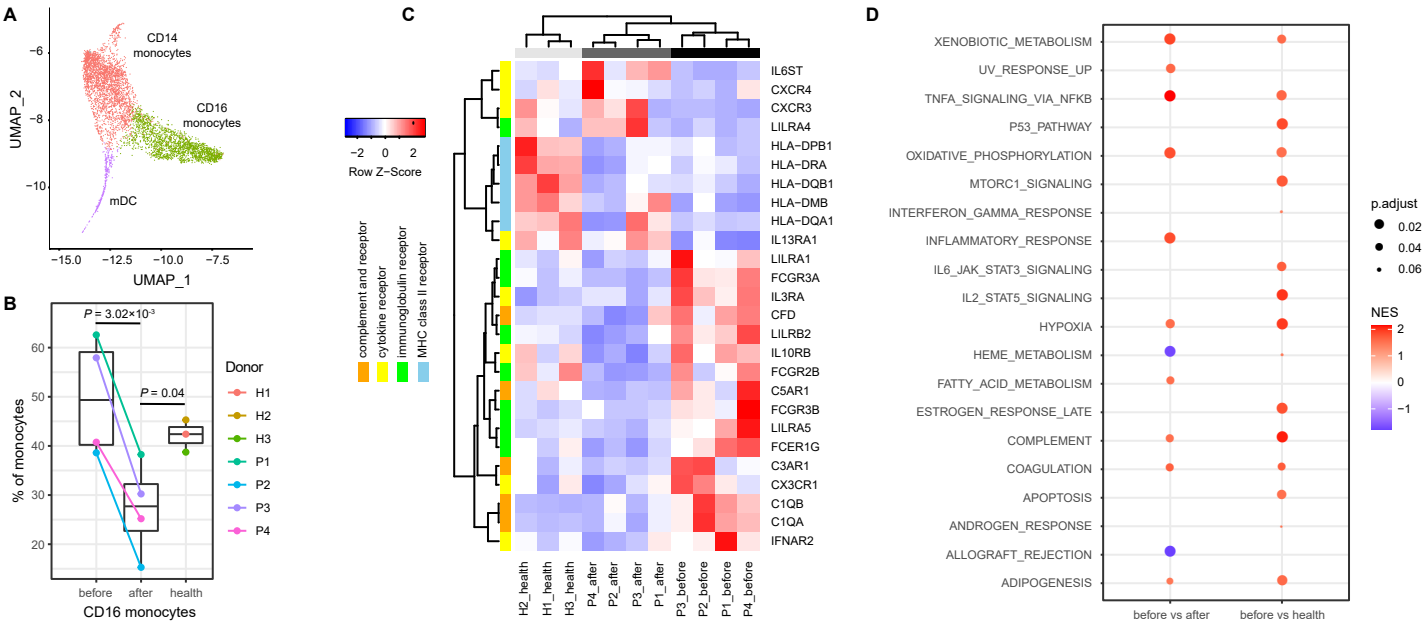 A
CD14
monocytes
CD16
monocytes
mDC
UMAP_2
−6
−8
−10
−15.0
−12.5
−10.0
−7.5
UMAP_1
B
P = 3.02×10⁻³
P = 0.04
% of monocytes
60
50
40
30
20
before
after
health
CD16 monocytes
Donor
H1
H2
H3
P1
P2
P3
P4
C
−2
0
2
Row Z−Score
complement and receptor
cytokine receptor
immunoglobulin receptor
MHC class II receptor
IL6ST
CXCR4
CXCR3
LILRA4
HLA−DPB1
HLA−DRA
HLA−DQB1
HLA−DMB
HLA−DQA1
IL13RA1
LILRA1
FCGR3A
IL3RA
CFD
LILRB2
IL10RB
FCGR2B
C5AR1
FCGR3B
LILRA5
FCER1G
C3AR1
CX3CR1
C1QB
C1QA
IFNAR2
H2_health
H1_health
H3_health
P4_after
P2_after
P3_after
P1_after
P3_before
P2_before
P1_before
P4_before
D
XENOBIOTIC_METABOLISM
UV_RESPONSE_UP
TNFA_SIGNALING_VIA_NFKB
P53_PATHWAY
OXIDATIVE_PHOSPHORYLATION
MTORC1_SIGNALING
INTERFERON_GAMMA_RESPONSE
INFLAMMATORY_RESPONSE
IL6_JAK_STAT3_SIGNALING
IL2_STAT5_SIGNALING
HYPOXIA
HEME_METABOLISM
FATTY_ACID_METABOLISM
ESTROGEN_RESPONSE_LATE
COMPLEMENT
COAGULATION
APOPTOSIS
ANDROGEN_RESPONSE
ALLOGRAFT_REJECTION
ADIPOGENESIS
before vs after
before vs health
p.adjust
0.02
0.04
0.06
NES
2
1
0
−1